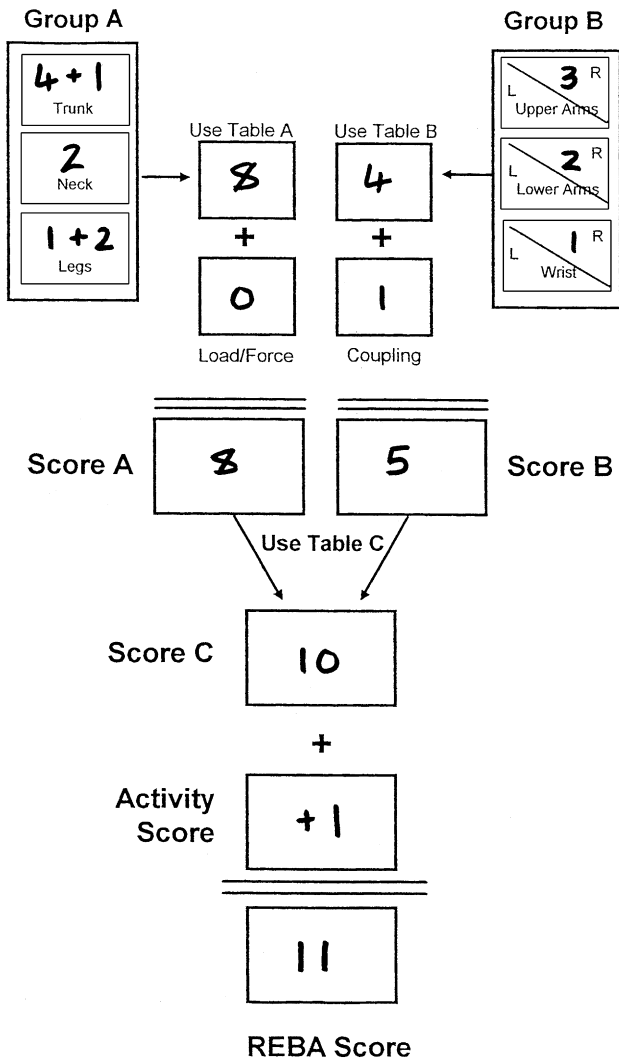 Group A
4 + 1
Trunk
2
Neck
1 + 2
Legs
Group B
3 R
L
Upper Arms
2 R
L
Lower Arms
1 R
L
Wrist
Use Table A
8
+
0
Load/Force
Use Table B
4
+
1
Coupling
Score A
8
5
Score B
Use Table C
Score C
10
+
Activity
Score
+1
11
REBA Score